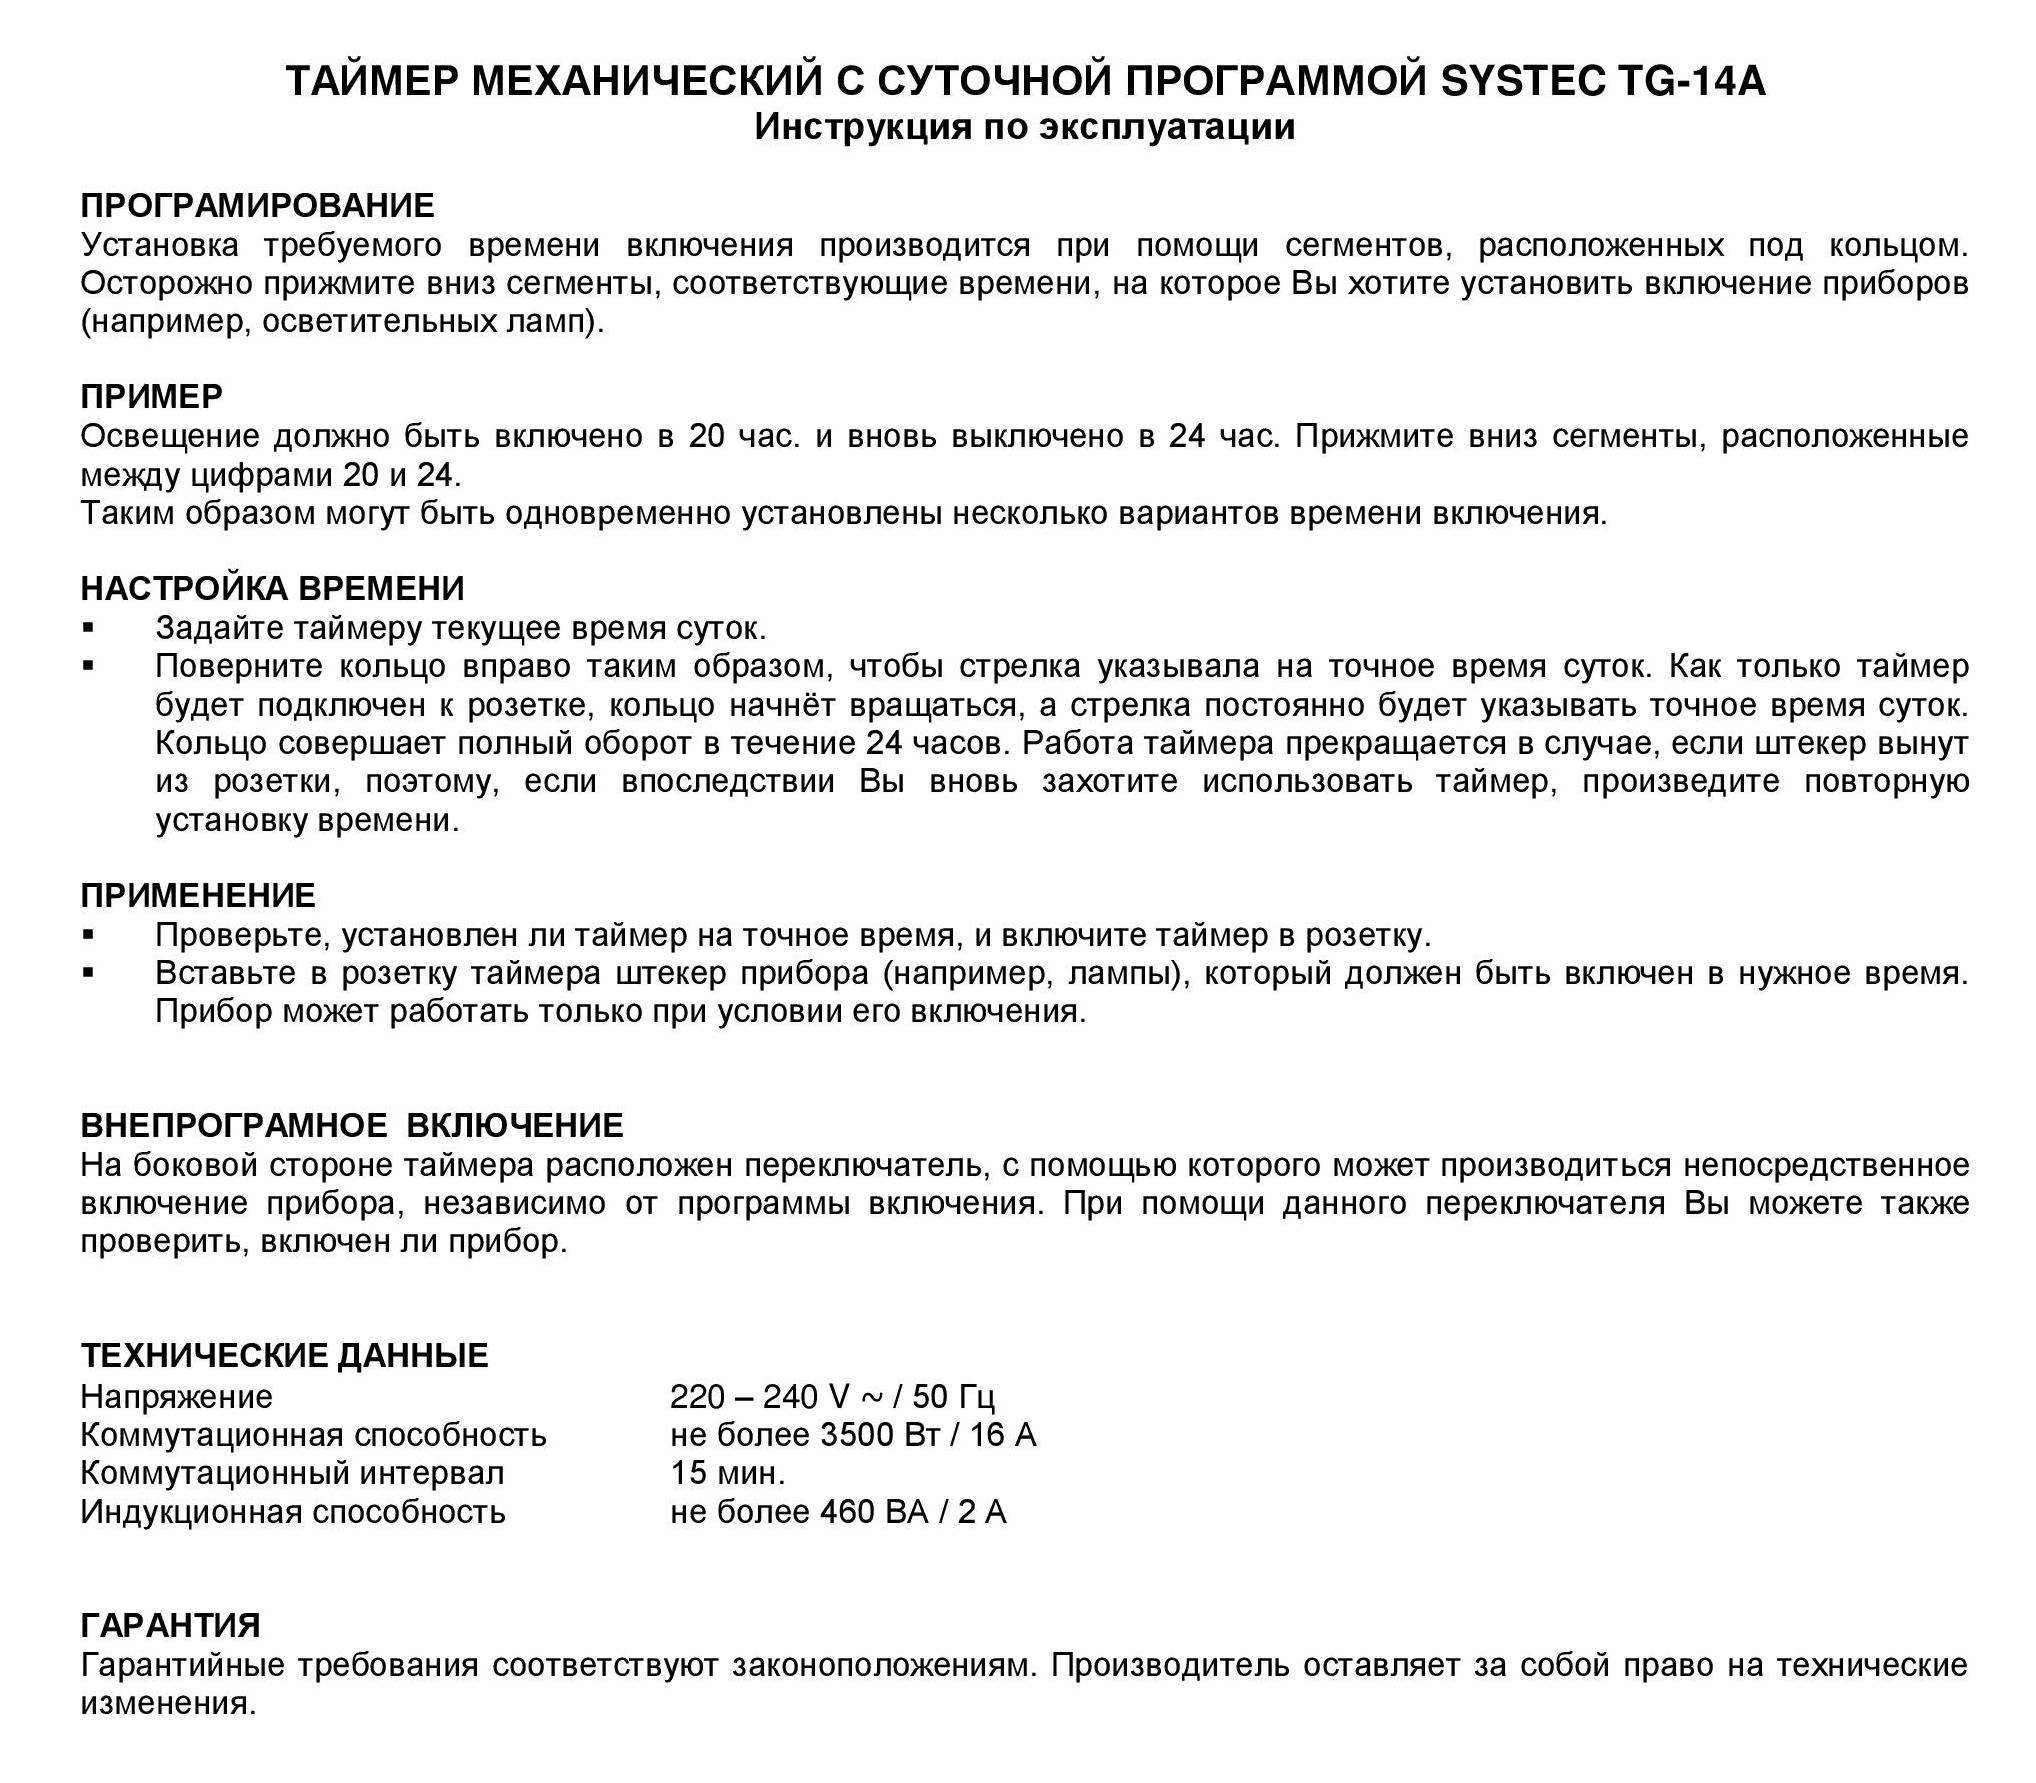 ТАЙМЕР МЕХАНИЧЕСКИЙ С СУТОЧНОЙ ПРОГРАММОЙ SYSTEC TG-14A
Инструкция по эксплуатации
ПРОГРАМИРОВАНИЕ
Установка требуемого времени включения производится при помощи сегментов, расположенных под кольцом.
Осторожно прижмите вниз сегменты, соответствующие времени, на которое Вы хотите установить включение приборов
(например, осветительных ламп).
ПРИМЕР
Освещение должно быть включено в 20 час. и вновь выключено в 24 час. Прижмите вниз сегменты, расположенные
между цифрами 20 и 24.
Таким образом могут быть одновременно установлены несколько вариантов времени включения.
НАСТРОЙКА ВРЕМЕНИ
▪ Задайте таймеру текущее время суток.
▪ Поверните кольцо вправо таким образом, чтобы стрелка указывала на точное время суток. Как только таймер
будет подключен к розетке, кольцо начнёт вращаться, а стрелка постоянно будет указывать точное время суток.
Кольцо совершает полный оборот в течение 24 часов. Работа таймера прекращается в случае, если штекер вынут
из розетки, поэтому, если впоследствии Вы вновь захотите использовать таймер, произведите повторную
установку времени.
ПРИМЕНЕНИЕ
▪ Проверьте, установлен ли таймер на точное время, и включите таймер в розетку.
▪ Вставьте в розетку таймера штекер прибора (например, лампы), который должен быть включен в нужное время.
Прибор может работать только при условии его включения.
ВНЕПРОГРАМНОЕ ВКЛЮЧЕНИЕ
На боковой стороне таймера расположен переключатель, с помощью которого может производиться непосредственное
включение прибора, независимо от программы включения. При помощи данного переключателя Вы можете также
проверить, включен ли прибор.
ТЕХНИЧЕСКИЕ ДАННЫЕ
Напряжение 220 – 240 V ~ / 50 Гц
Коммутационная способность не более 3500 Вт / 16 А
Коммутационный интервал 15 мин.
Индукционная способность не более 460 ВА / 2 А
ГАРАНТИЯ
Гарантийные требования соответствуют законоположениям. Производитель оставляет за собой право на технические
изменения.